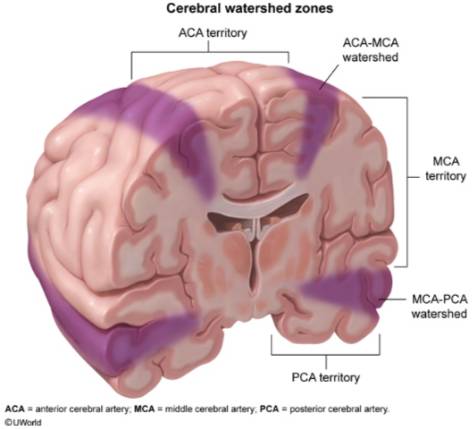 Cerebral watershed zones
ACA territory
ACA-MCA
watershed
MCA
territory
MCA-PCA
watershed
PCA territory
ACA = anterior cerebral artery; MCA = middle cerebral artery; PCA = posterior cerebral artery.
©UWorld